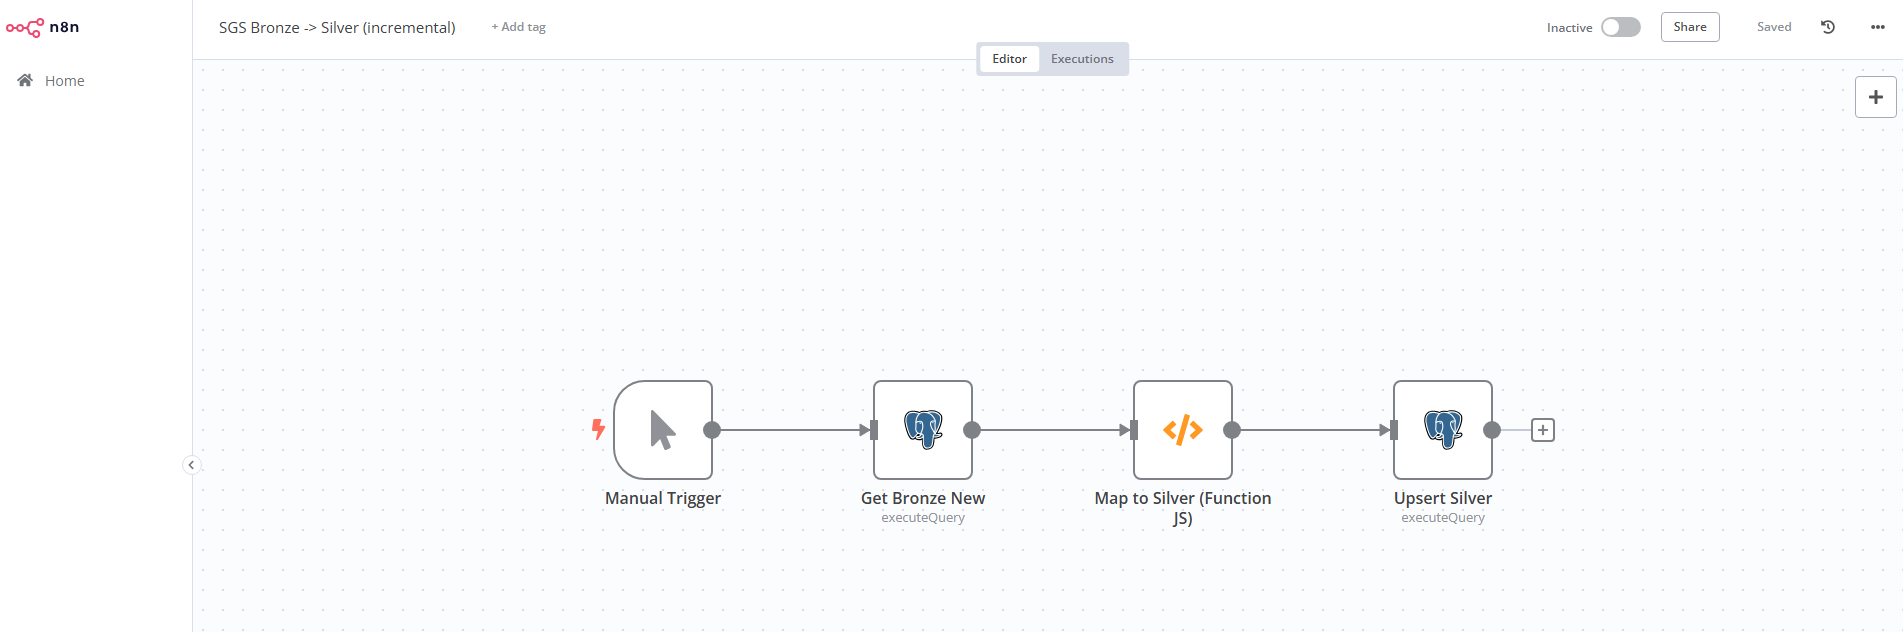 n8n
SGS Bronze -> Silver (incremental)
+ Add tag
Inactive
Share
Saved
Editor
Executions
Home
Manual Trigger
Get Bronze New
executeQuery
Map to Silver (Function
JS)
Upsert Silver
executeQuery